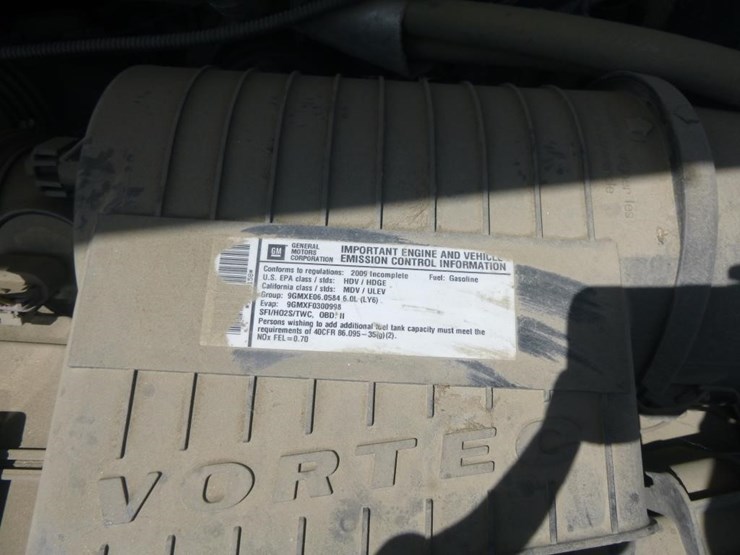 GM
GENERAL
MOTORS
CORPORATION
IMPORTANT ENGINE AND VEHICLE
EMISSION CONTROL INFORMATION
Conforms to regulations: 2009 Incomplete Fuel: Gasoline
U.S. EPA class / stds: HDV / HDGE
California class / stds: MDV / ULEV
Group: 9GMXE06.0584 6.0L (LY6)
Evap: 9GMXF0300998
SFI/HO2S/TWC, OBD II
Persons wishing to add additional fuel tank capacity must meet the
requirements of 40CFR 86.095-35(g)(2).
NOx FEL=0.70
VORTEC